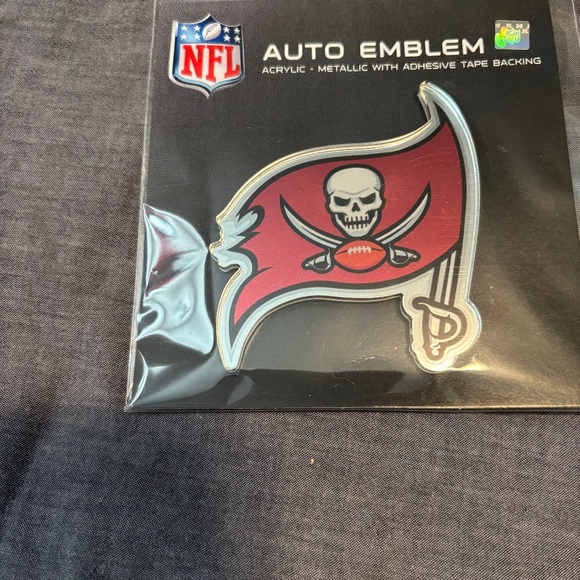 NFL
AUTO EMBLEM
ACRYLIC - METALLIC WITH ADHESIVE TAPE BACKING